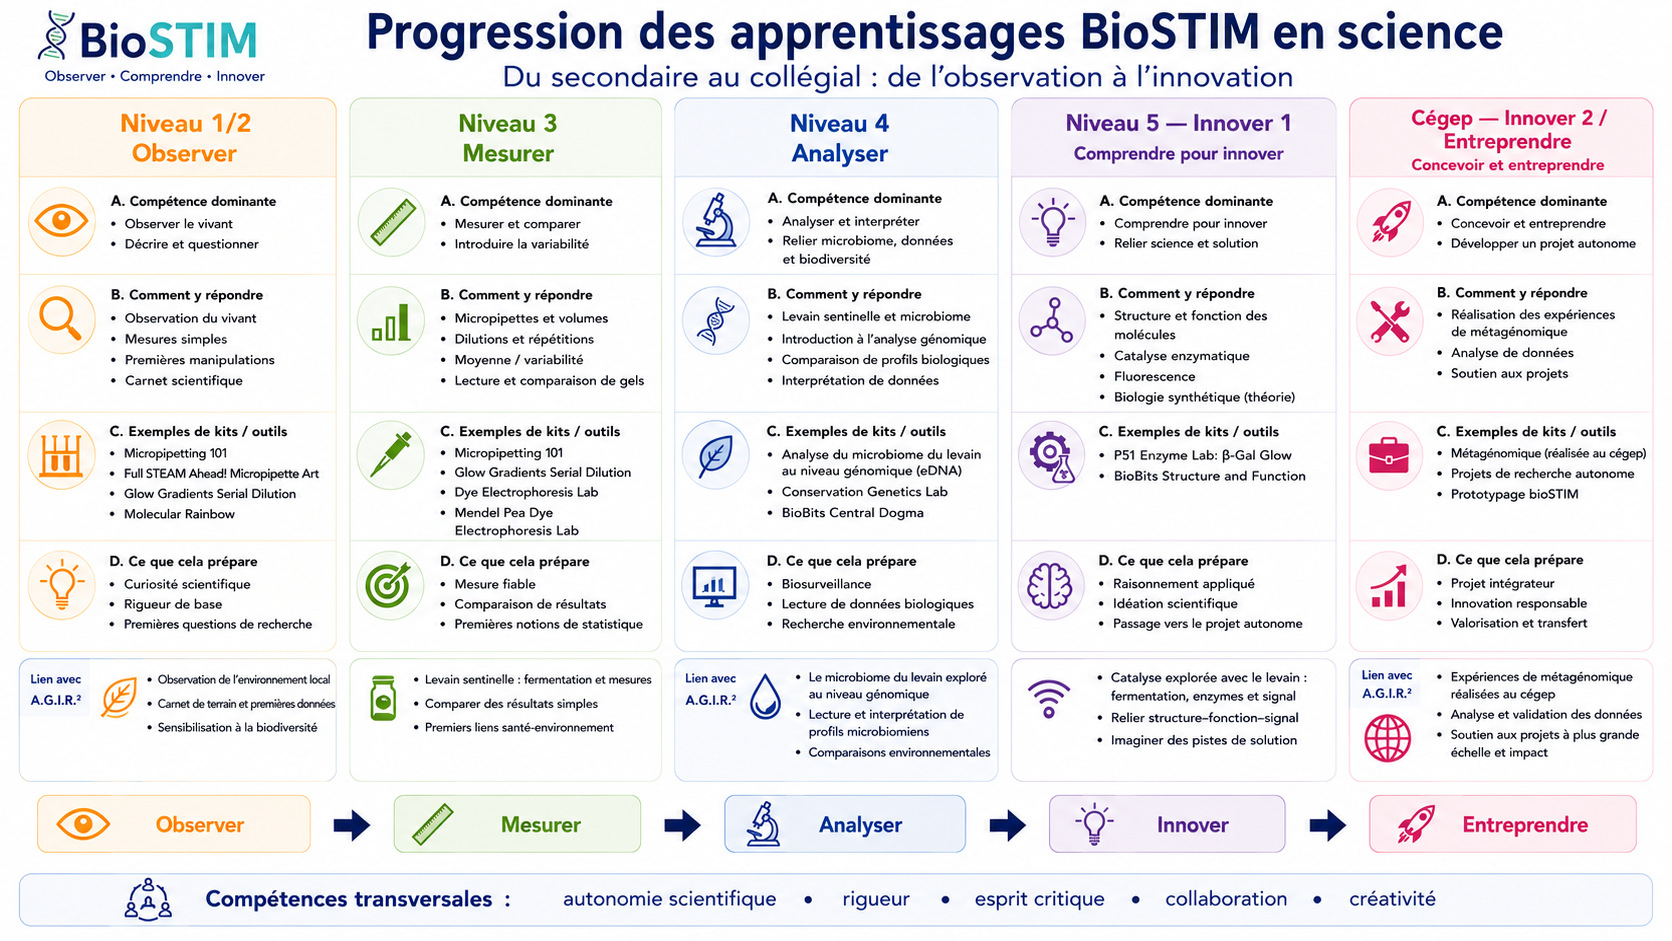 BioSTIM
Observer • Comprendre • Innover
Progression des apprentissages BioSTIM en science
Du secondaire au collégial : de l’observation à l’innovation
Niveau 1/2
Observer
A. Compétence dominante
• Observer le vivant
• Décrire et questionner
B. Comment y répondre
• Observation du vivant
• Mesures simples
• Premières manipulations
• Carnet scientifique
C. Exemples de kits / outils
• Micropipetting 101
• Full STEAM Ahead! Micropipette Art
• Glow Gradients Serial Dilution
• Molecular Rainbow
D. Ce que cela prépare
• Curiosité scientifique
• Rigueur de base
• Premières questions de recherche
Lien avec
A.G.I.R.²
• Observation de l’environnement local
• Carnet de terrain et premières données
• Sensibilisation à la biodiversité
Niveau 3
Mesurer
A. Compétence dominante
• Mesurer et comparer
• Introduire la variabilité
B. Comment y répondre
• Micropipettes et volumes
• Dilutions et répétitions
• Moyenne / variabilité
• Lecture et comparaison de gels
C. Exemples de kits / outils
• Micropipetting 101
• Glow Gradients Serial Dilution
• Dye Electrophoresis Lab
• Mendel Pea Dye
Electrophoresis Lab
D. Ce que cela prépare
• Mesure fiable
• Comparaison de résultats
• Premières notions de statistique
• Levain sentinelle : fermentation et mesures
• Comparer des résultats simples
• Premiers liens santé-environnement
Niveau 4
Analyser
A. Compétence dominante
• Analyser et interpréter
• Relier microbiome, données
et biodiversité
B. Comment y répondre
• Levain sentinelle et microbiome
• Introduction à l’analyse génomique
• Comparaison de profils biologiques
• Interprétation de données
C. Exemples de kits / outils
• Analyse du microbiome du levain
au niveau génomique (eDNA)
• Conservation Genetics Lab
• BioBits Central Dogma
D. Ce que cela prépare
• Biosurveillance
• Lecture de données biologiques
• Recherche environnementale
Lien avec
A.G.I.R.²
• Le microbiome du levain exploré
au niveau génomique
• Lecture et interprétation de
profils microbiomiens
• Comparaisons environnementales
Niveau 5 — Innover 1
Comprendre pour innover
A. Compétence dominante
• Comprendre pour innover
• Relier science et solution
B. Comment y répondre
• Structure et fonction des
molécules
• Catalyse enzymatique
• Fluorescence
• Biologie synthétique (théorie)
C. Exemples de kits / outils
• P51 Enzyme Lab: β-Gal Glow
• BioBits Structure and Function
D. Ce que cela prépare
• Raisonnement appliqué
• Idéation scientifique
• Passage vers le projet autonome
• Catalyse explorée avec le levain :
fermentation, enzymes et signal
• Relier structure–fonction–signal
• Imaginer des pistes de solution
Cégep — Innover 2 /
Entreprendre
Concevoir et entreprendre
A. Compétence dominante
• Concevoir et entreprendre
• Développer un projet autonome
B. Comment y répondre
• Réalisation des expériences
de métagénomique
• Analyse de données
• Soutien aux projets
C. Exemples de kits / outils
• Métagénomique (réalisée au cégep)
• Projets de recherche autonome
• Prototypage bioSTIM
D. Ce que cela prépare
• Projet intégrateur
• Innovation responsable
• Valorisation et transfert
Lien avec
A.G.I.R.²
• Expériences de métagénomique
réalisées au cégep
• Analyse et validation des données
• Soutien aux projets à plus grande
échelle et impact
Observer
Mesurer
Analyser
Innover
Entreprendre
Compétences transversales : autonomie scientifique • rigueur • esprit critique • collaboration • créativité